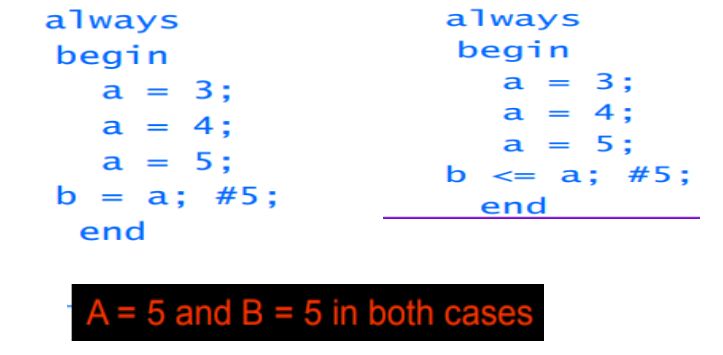 always
begin
a = 3;
a = 4;
a = 5;
b = a; #5;
end
always
begin
a = 3;
a = 4;
a = 5;
b <= a; #5;
end
A = 5 and B = 5 in both cases